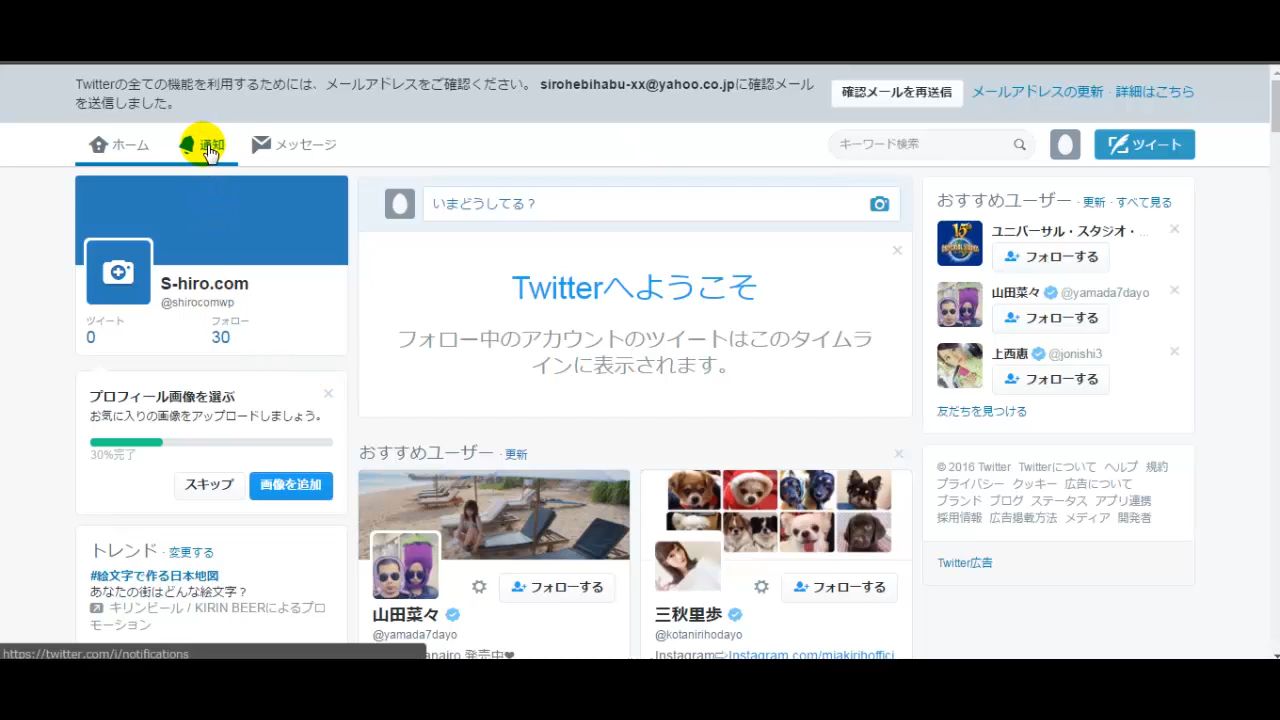 Twitterの全ての機能を利用するためには、メールアドレスをご確認ください。 sirohebihabu-xx@yahoo.co.jpに確認メール
を送信しました。
確認メールを再送信
メールアドレスの更新 · 詳細はこちら
ホーム
通知
メッセージ
キーワード検索
ツイート
S-hiro.com
@shirocomwp
ツイート
0
フォロー
30
プロフィール画像を選ぶ
お気に入りの画像をアップロードしましょう。
30%完了
スキップ
画像を追加
トレンド · 変更する
#絵文字で作る日本地図
あなたの街はどんな絵文字?
キリンビール / KIRIN BEERによるプロ
モーション
https://twitter.com/i/notifications
いまどうしてる?
Twitterへようこそ
フォロー中のアカウントのツイートはこのタイムラ
インに表示されます。
おすすめユーザー · 更新
フォローする
山田菜々
@yamada7dayo
anairo 発売中❤
フォローする
三秋里歩
@kotanirihodayo
おすすめユーザー · 更新 · すべて見る
15th
ユニバーサル・スタジオ・...
フォローする
山田菜々 @yamada7dayo
フォローする
上西恵 @jonishi3
フォローする
友だちを見つける
© 2016 Twitter Twitterについて ヘルプ 規約
プライバシー クッキー 広告について
ブランド ブログ ステータス アプリ連携
採用情報 広告掲載方法 メディア 開発者
Twitter広告